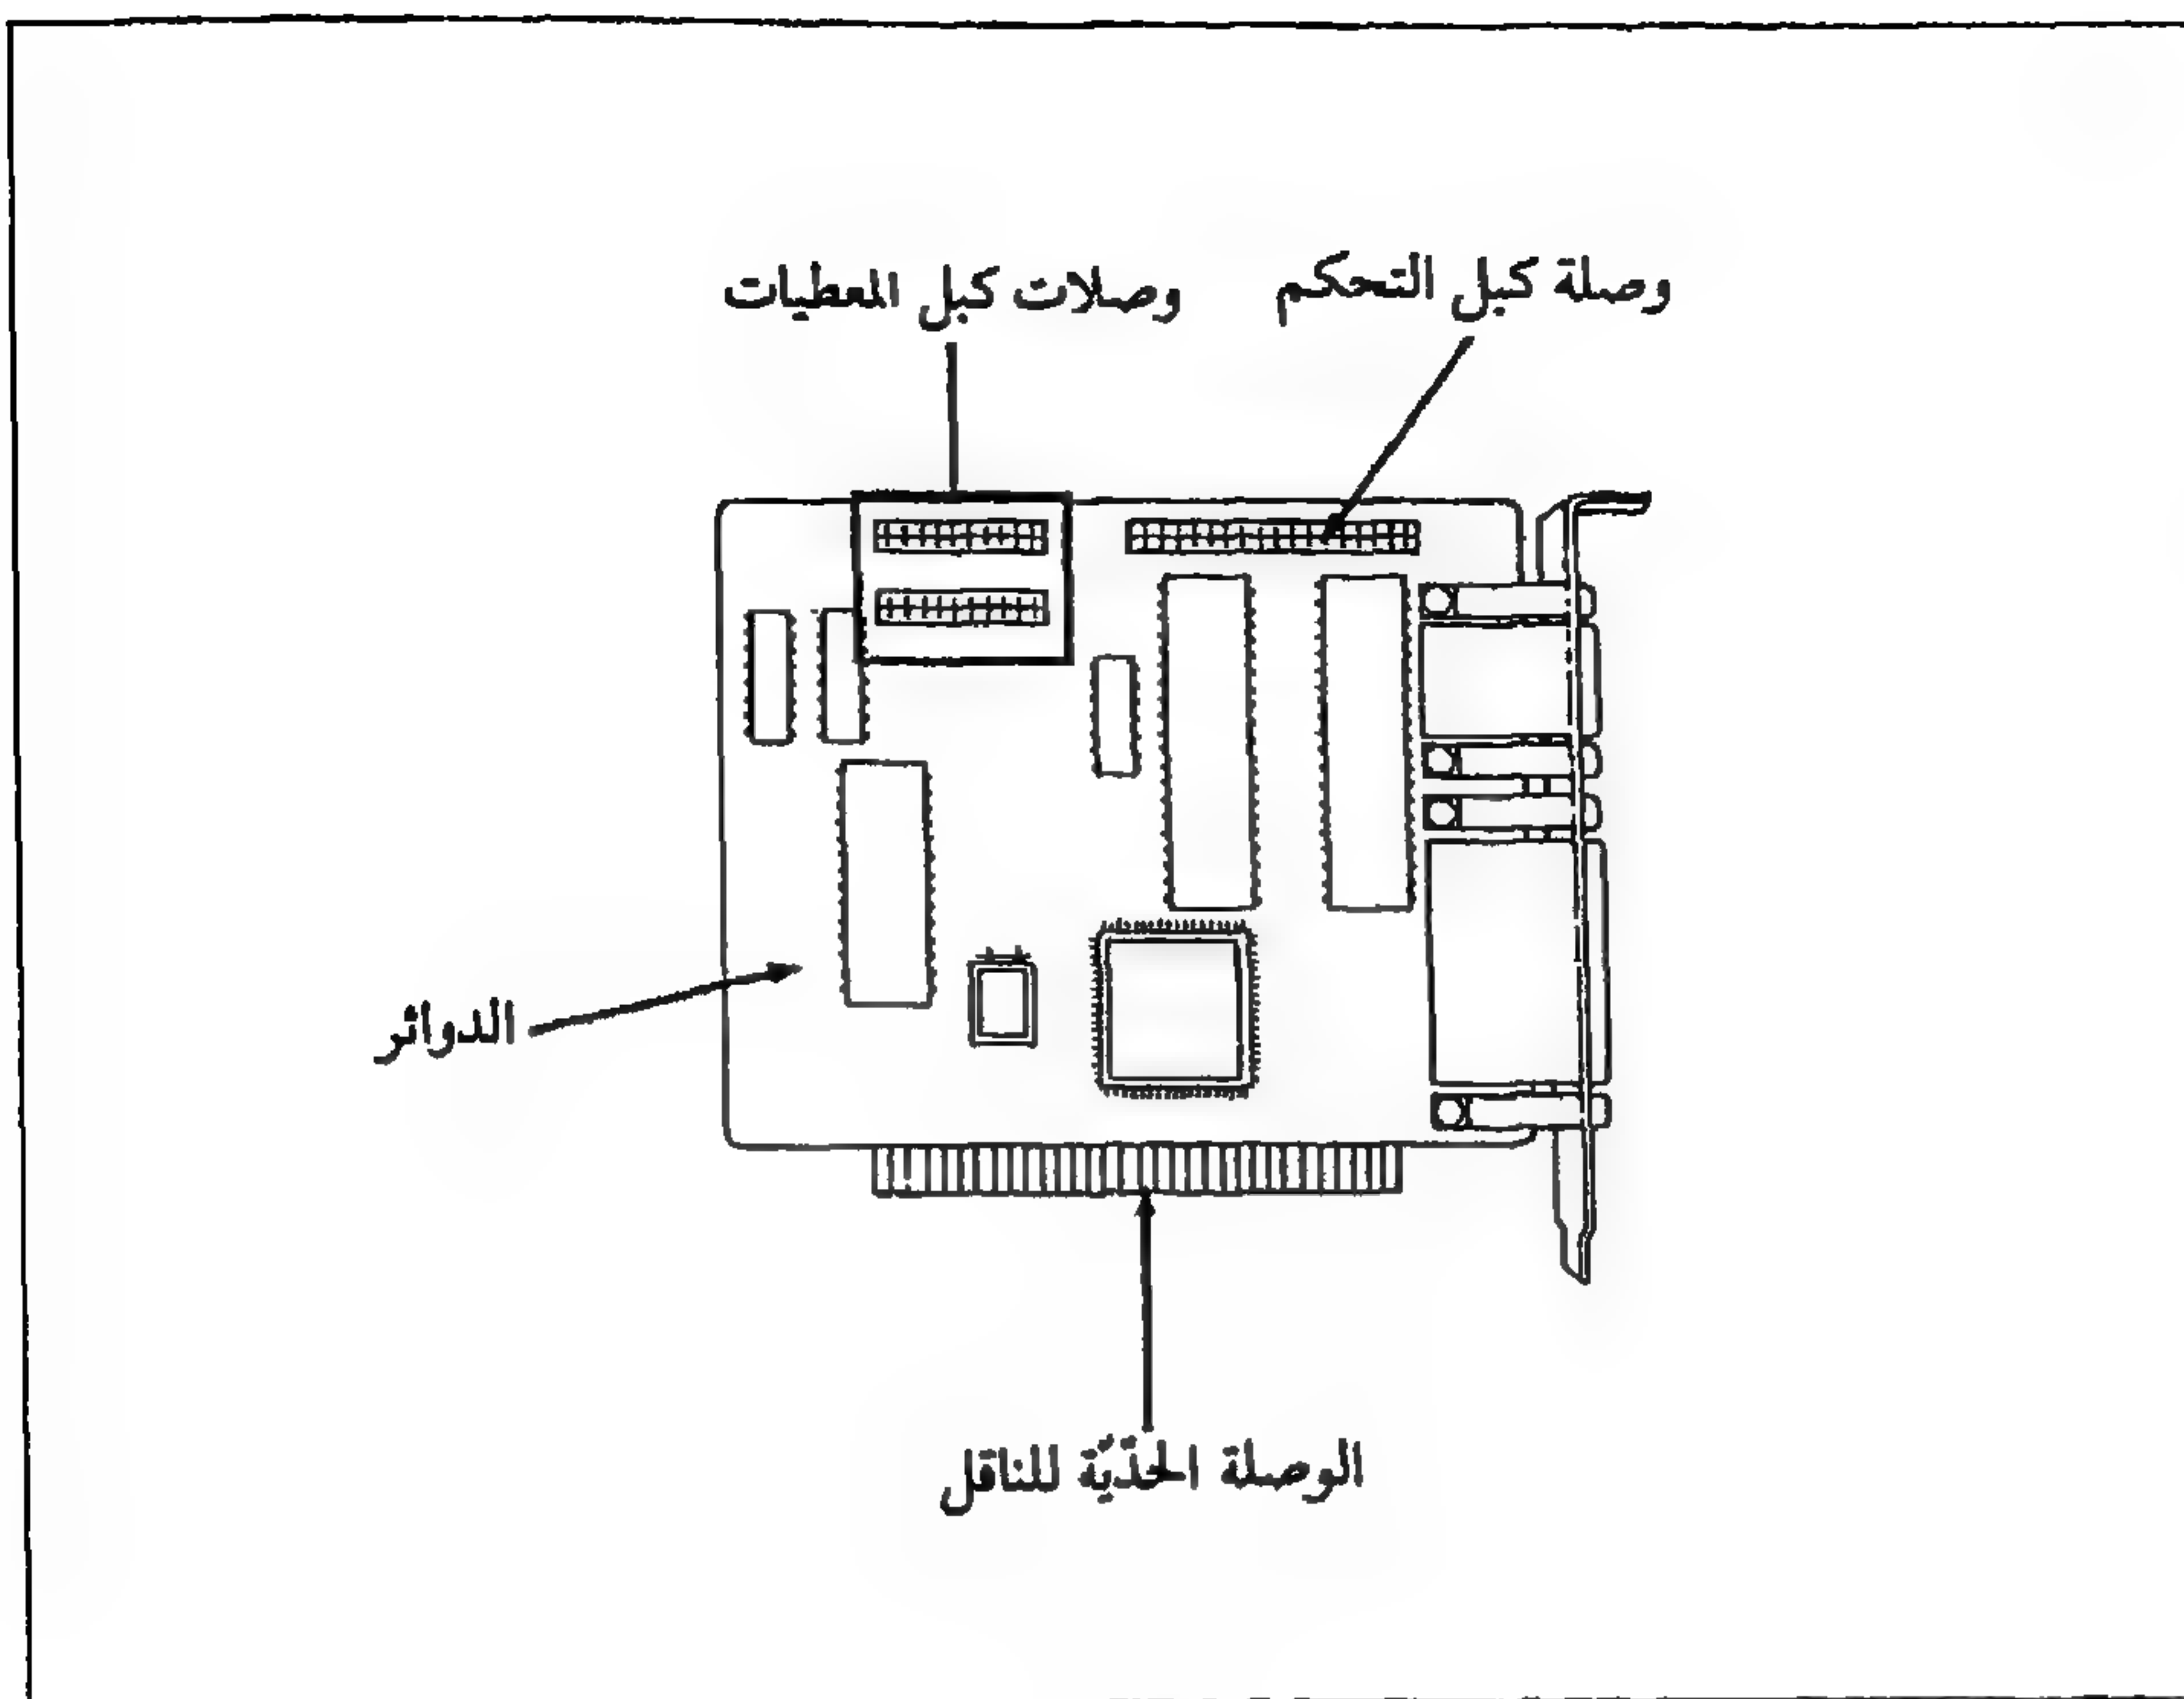 وصلة كبل التحكم
وصلات كبل المعطيات
الدوائر
الوصلة الحدّيّة للناقل